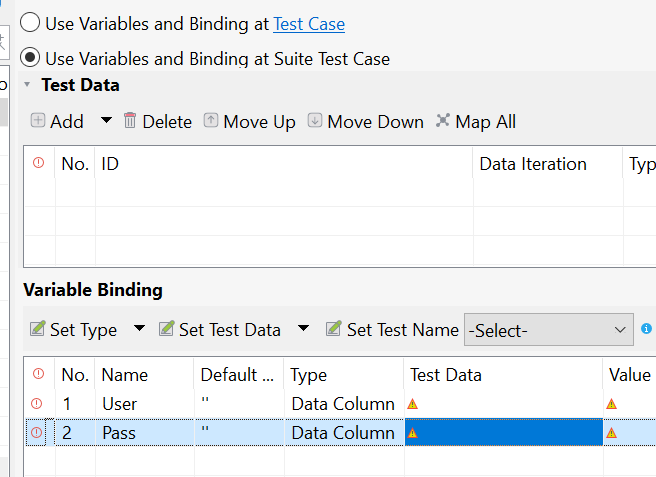 Use Variables and Binding at Test Case
Use Variables and Binding at Suite Test Case
Test Data
Add Delete Move Up Move Down Map All
No. ID Data Iteration Typ
Variable Binding
Set Type Set Test Data Set Test Name -Select-
No. Name Default ... Type Test Data Value
1 User '' Data Column
2 Pass '' Data Column